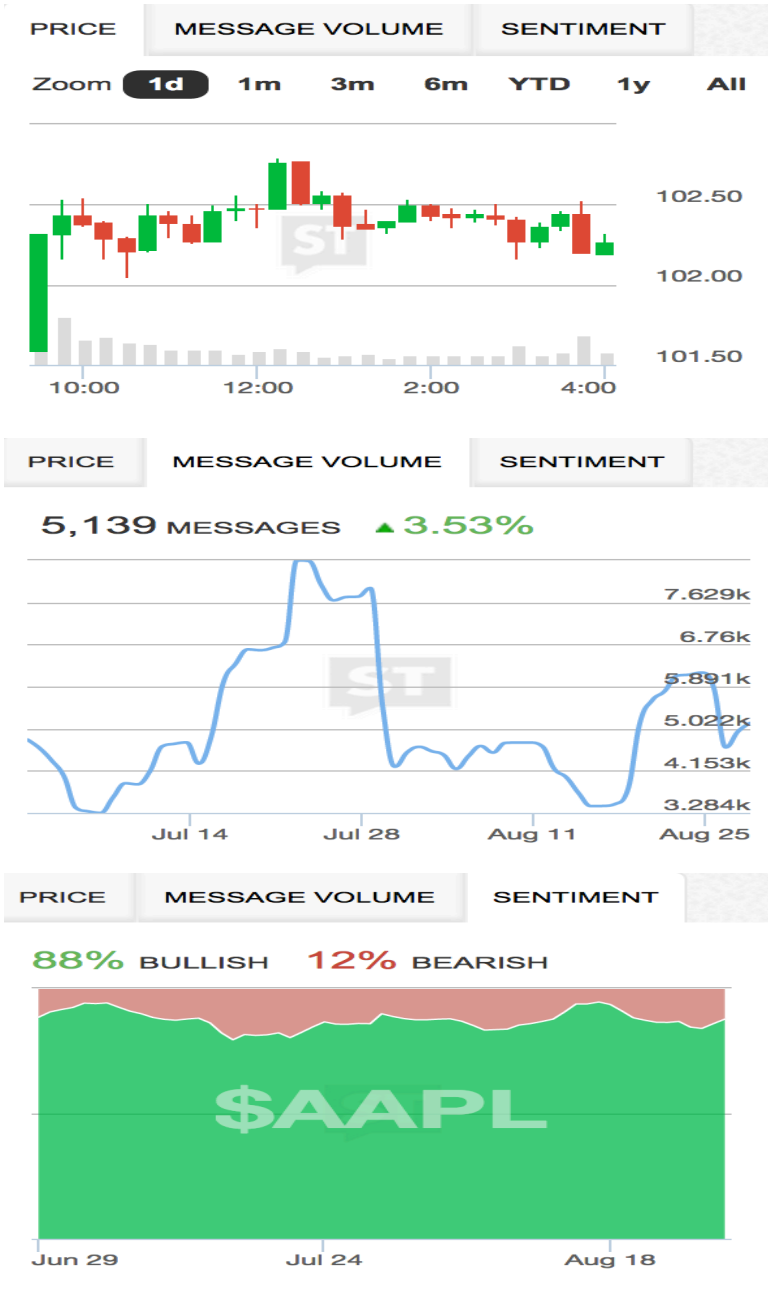 PRICE MESSAGE VOLUME SENTIMENT
Zoom 1d 1m 3m 6m YTD 1y All
102.50
ST
102.00
101.50
10:00 12:00 2:00 4:00
PRICE MESSAGE VOLUME SENTIMENT
5,139 MESSAGES ▲3.53%
7.629k
6.76k
ST
5.891k
5.022k
4.153k
3.284k
Jul 14 Jul 28 Aug 11 Aug 25
PRICE MESSAGE VOLUME SENTIMENT
88% BULLISH 12% BEARISH
ST
$AAPL
Jun 29 Jul 24 Aug 18